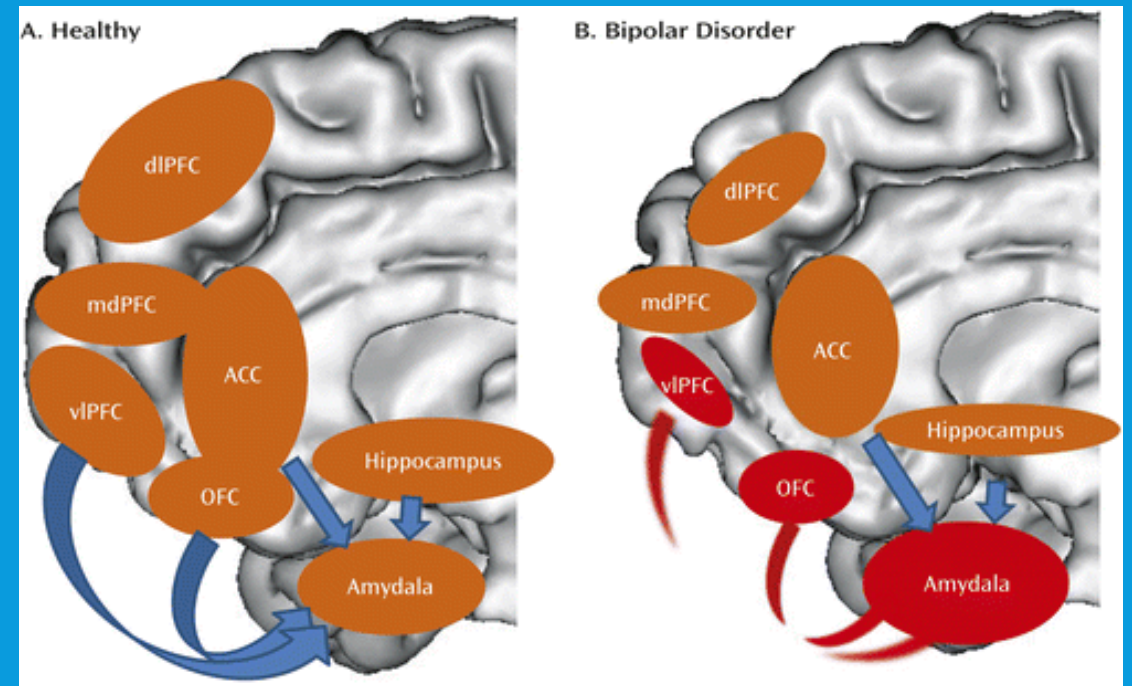 A. Healthy
dlPFC
mdPFC
ACC
vlPFC
Hippocampus
OFC
Amydala
B. Bipolar Disorder
dlPFC
mdPFC
ACC
vlPFC
Hippocampus
OFC
Amydala